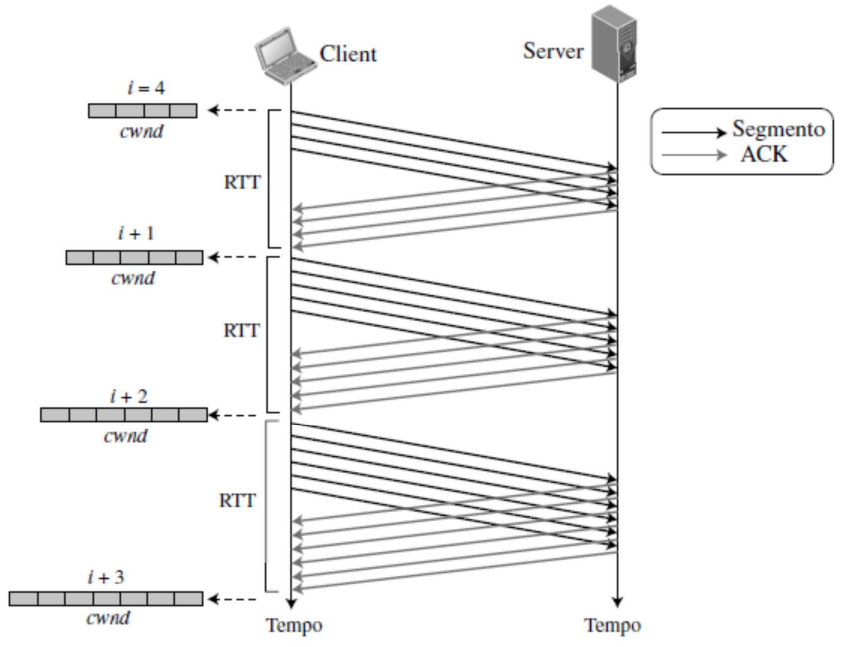 Client
Server
i = 4
cwnd
Segmento
ACK
RTT
i + 1
cwnd
RTT
i + 2
cwnd
RTT
i + 3
cwnd
Tempo
Tempo